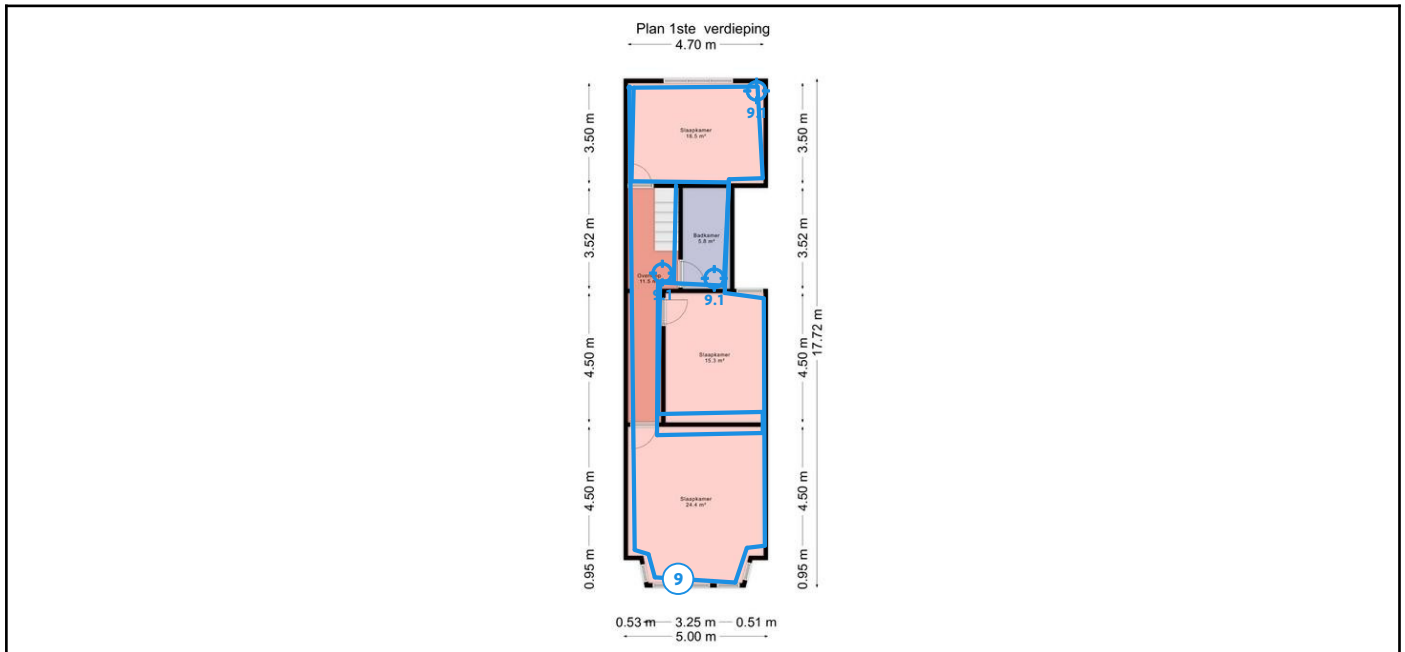 Plan 1ste verdieping
4.70 m
3.50 m
3.50 m
9.1
Slaapkamer
16.5 m²
3.52 m
3.52 m
Badkamer
5.8 m²
9.1
9.1
17.72 m
4.50 m
4.50 m
Slaapkamer
15.3 m²
4.50 m
4.50 m
Slaapkamer
24.4 m²
0.95 m
0.95 m
9
0.53 m
3.25 m
0.51 m
5.00 m